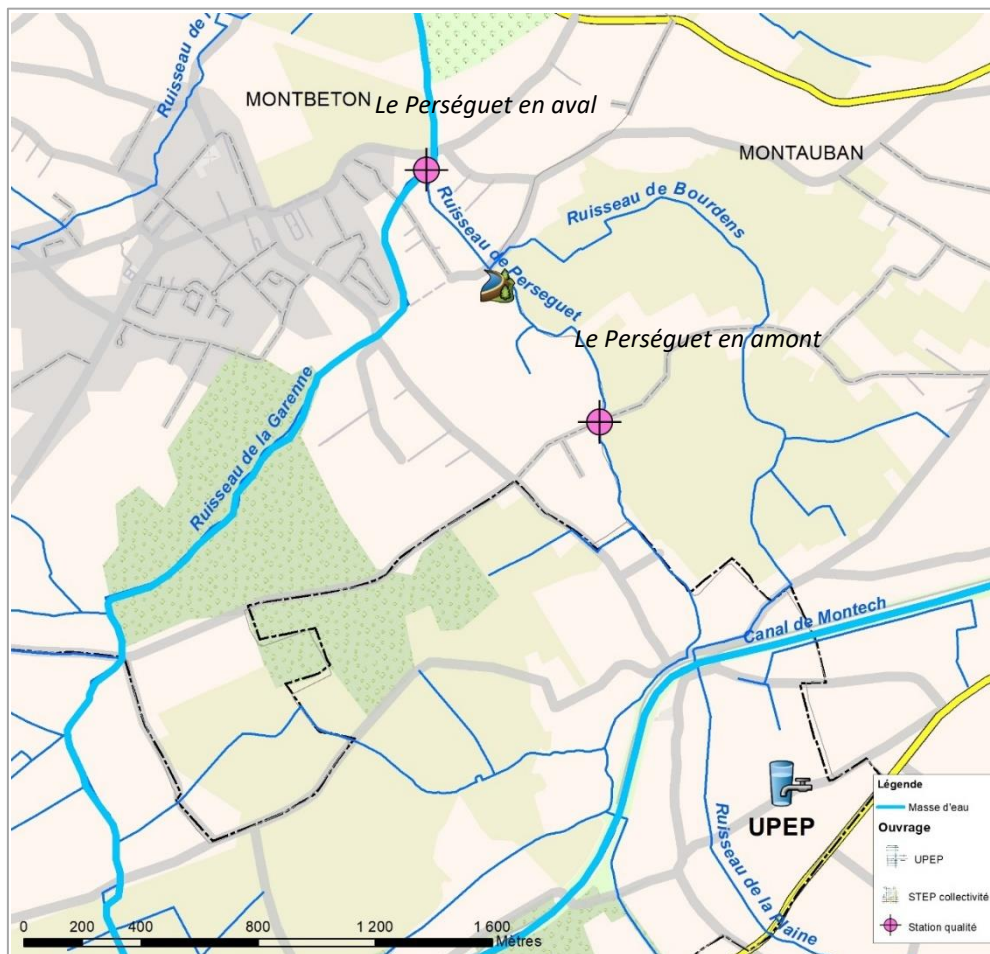 Ruisseau de
MONTBETON
Le Perséguet en aval
MONTAUBAN
Ruisseau de Bourdens
Ruisseau de Perseguet
Le Perséguet en amont
Ruisseau de la Garenne
Canal de Montech
UPEP
Ruisseau de la Plaine
Légende
Masse d'eau
Ouvrage
UPEP
STEP collectivité
Station qualité
0 200 400 800 1 200 1 600
Mètres